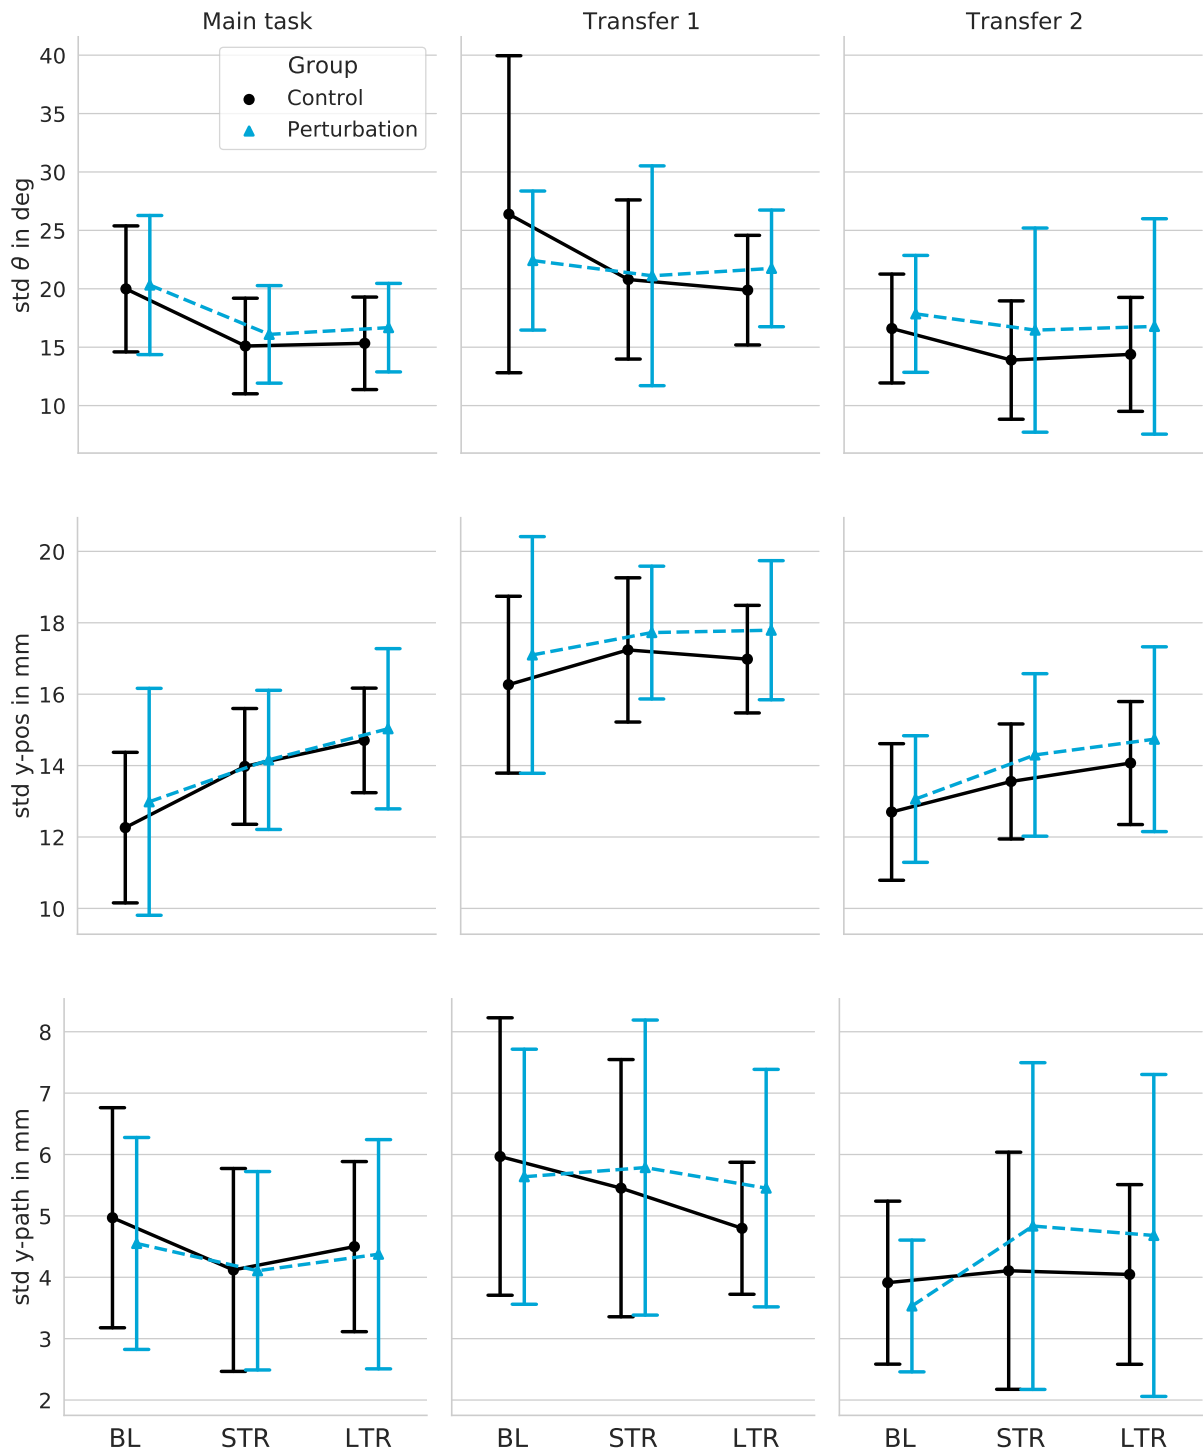 Main task
Transfer 1
Transfer 2
Group
Control
Perturbation
std θ in deg
40
35
30
25
20
15
10
std y-pos in mm
20
18
16
14
12
10
std y-path in mm
8
7
6
5
4
3
2
BL STR LTR
BL STR LTR
BL STR LTR